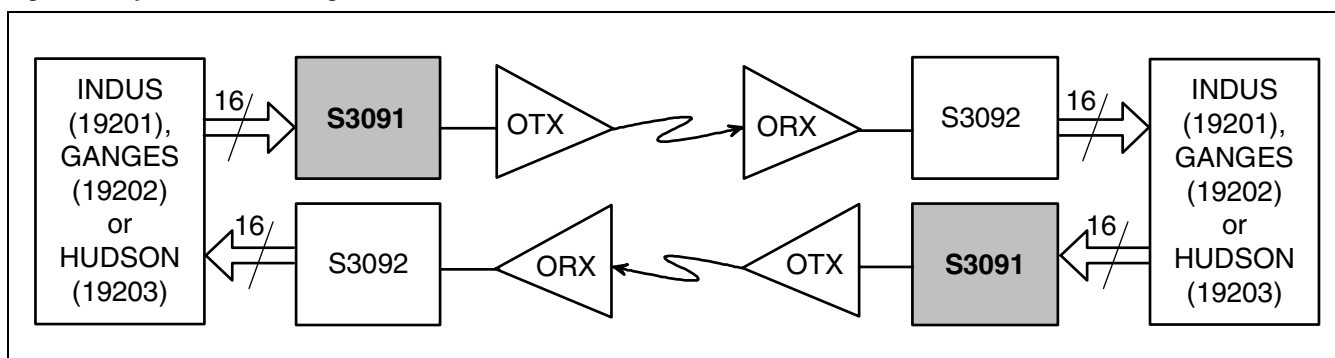 INDUS
(19201),
GANGES
(19202)
or
HUDSON
(19203)
16
S3091
OTX
ORX
S3092
16
INDUS
(19201),
GANGES
(19202)
or
HUDSON
(19203)
16
S3092
ORX
OTX
S3091
16